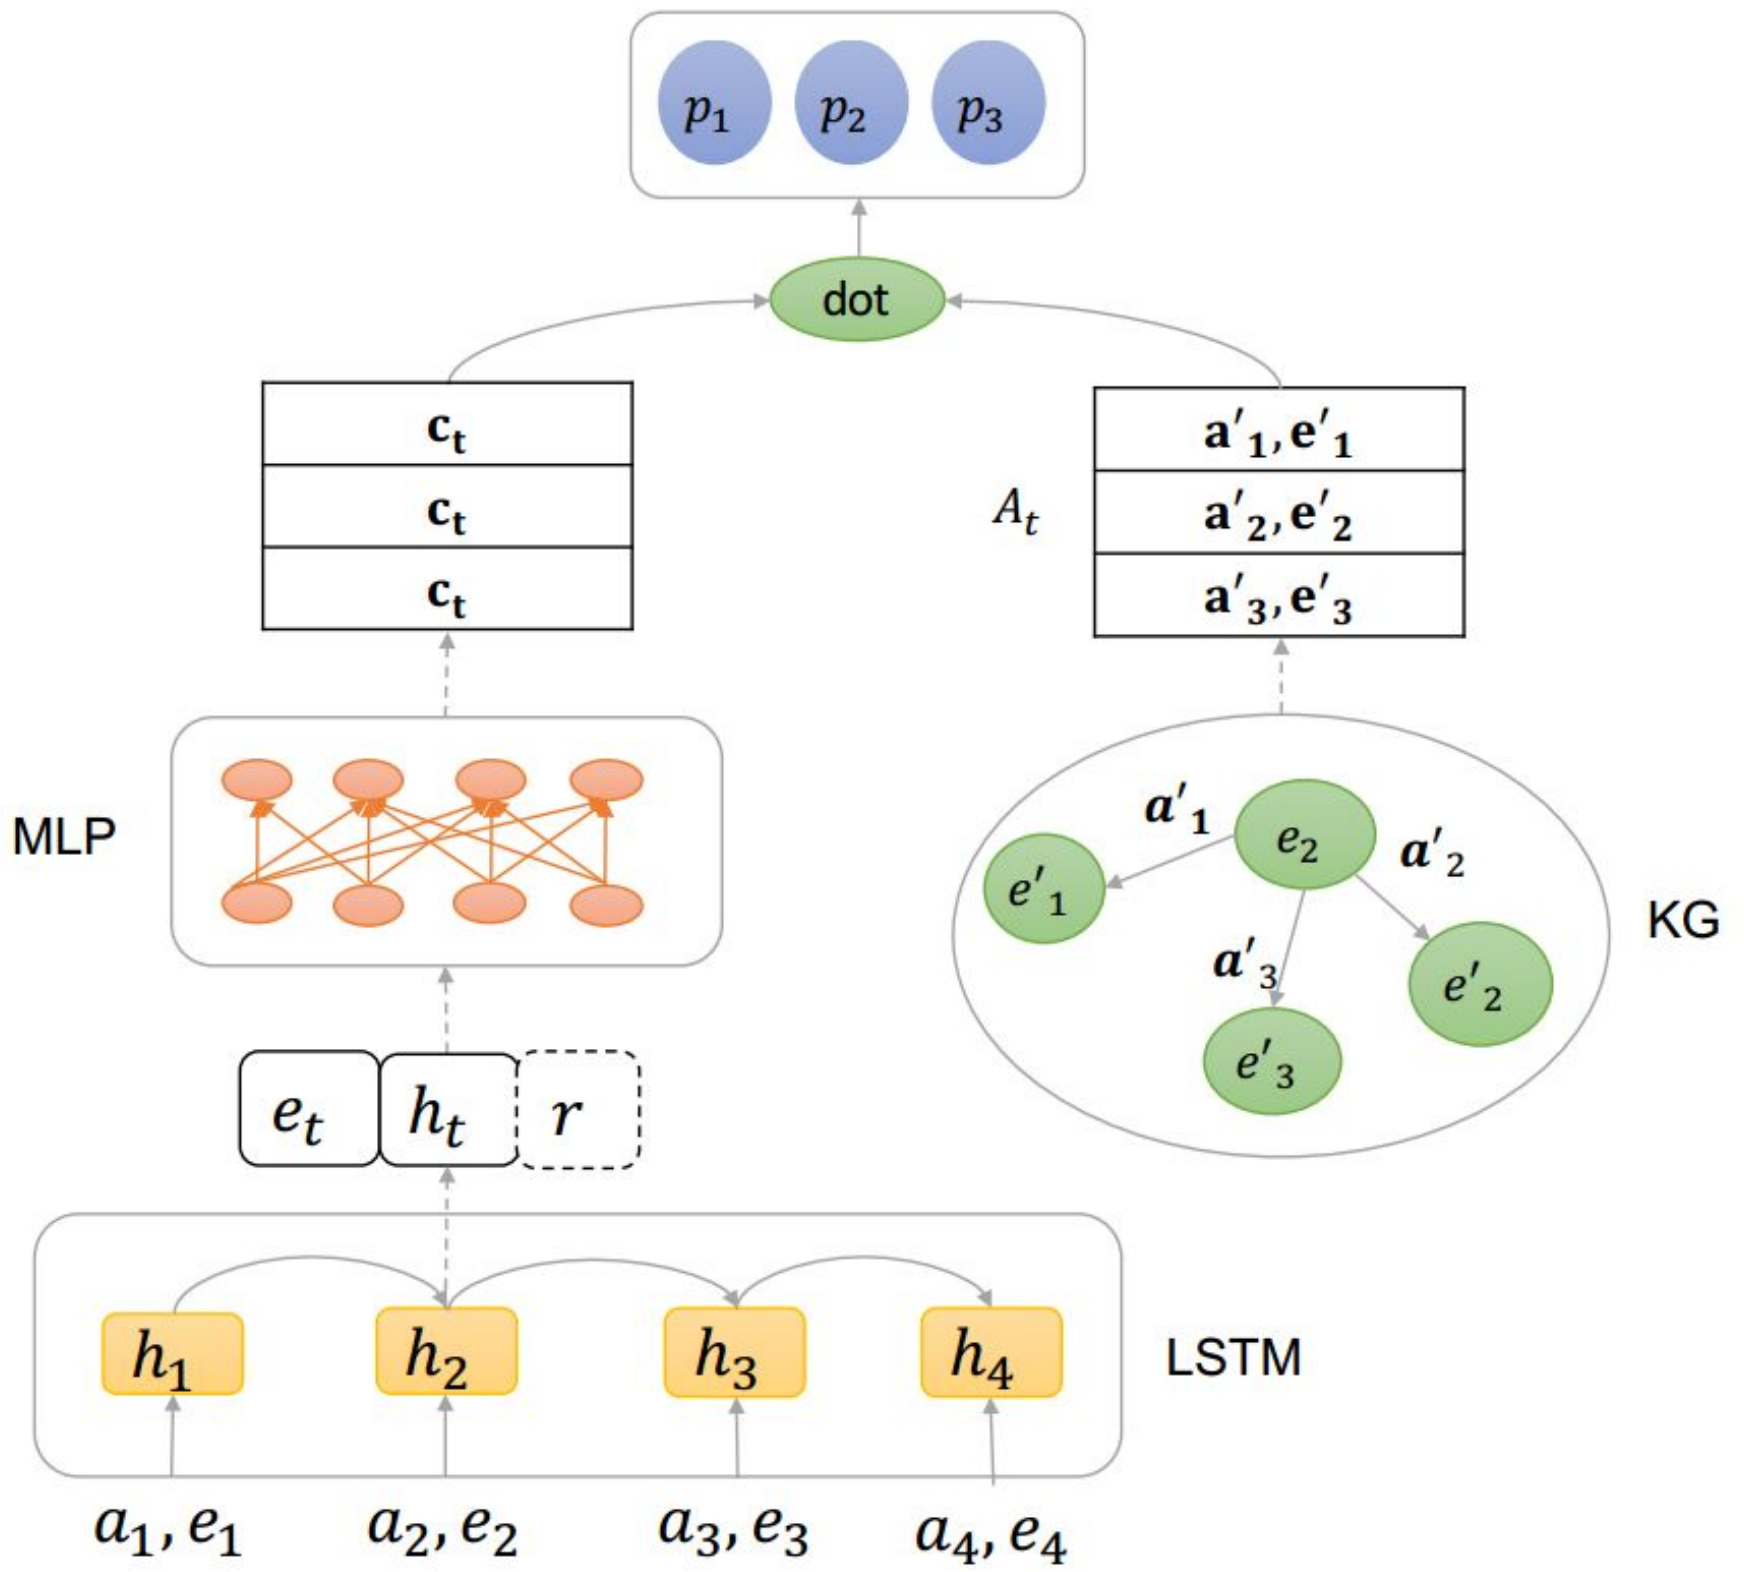 p₁ p₂ p₃
dot
cₜ
cₜ
cₜ
Aₜ
a′₁, e′₁
a′₂, e′₂
a′₃, e′₃
MLP
a′₁
e₂
a′₂
e′₁
a′₃
e′₂
e′₃
KG
eₜ hₜ r
h₁ h₂ h₃ h₄
LSTM
a₁, e₁ a₂, e₂ a₃, e₃ a₄, e₄